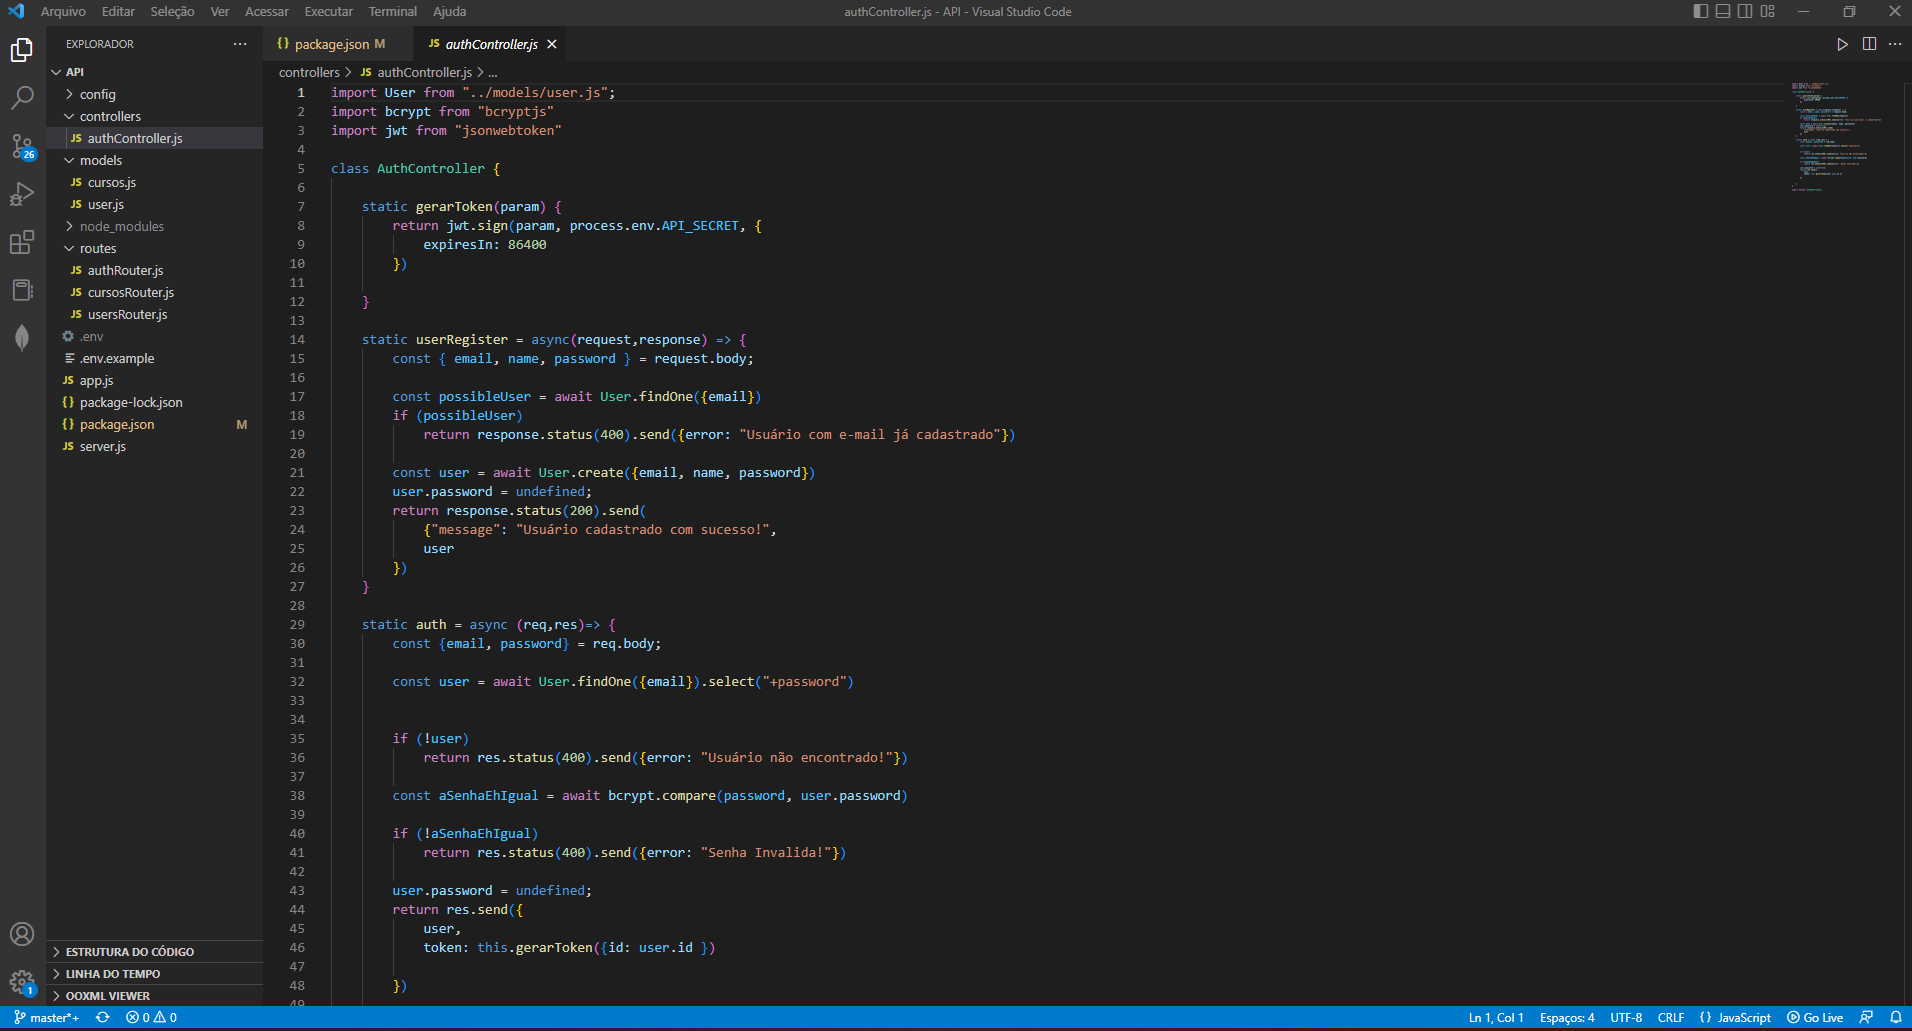 Arquivo Editar Seleção Ver Acessar Executar Terminal Ajuda
authController.js - API - Visual Studio Code
EXPLORADOR
API
config
controllers
JS authController.js
models
JS cursos.js
JS user.js
node_modules
routes
JS authRouter.js
JS cursosRouter.js
JS usersRouter.js
.env
.env.example
JS app.js
{} package-lock.json
{} package.json M
JS server.js
ESTRUTURA DO CÓDIGO
LINHA DO TEMPO
OOXML VIEWER
26
1
{} package.json M
JS authController.js
controllers > JS authController.js > ...
1 import User from "../models/user.js";
2 import bcrypt from "bcryptjs"
3 import jwt from "jsonwebtoken"
4
5 class AuthController {
6
7 static gerarToken(param) {
8 return jwt.sign(param, process.env.API_SECRET, {
9 expiresIn: 86400
10 })
11
12 }
13
14 static userRegister = async(request,response) => {
15 const { email, name, password } = request.body;
16
17 const possibleUser = await User.findOne({email})
18 if (possibleUser)
19 return response.status(400).send({error: "Usuário com e-mail já cadastrado"})
20
21 const user = await User.create({email, name, password})
22 user.password = undefined;
23 return response.status(200).send(
24 {"message": "Usuário cadastrado com sucesso!",
25 user
26 })
27 }
28
29 static auth = async (req,res)=> {
30 const {email, password} = req.body;
31
32 const user = await User.findOne({email}).select("+password")
33
34
35 if (!user)
36 return res.status(400).send({error: "Usuário não encontrado!"})
37
38 const aSenhaEhIgual = await bcrypt.compare(password, user.password)
39
40 if (!aSenhaEhIgual)
41 return res.status(400).send({error: "Senha Invalida!"})
42
43 user.password = undefined;
44 return res.send({
45 user,
46 token: this.gerarToken({id: user.id })
47
48 })
49
master*+ 0 0
Ln 1, Col 1 Espaços: 4 UTF-8 CRLF {} JavaScript Go Live